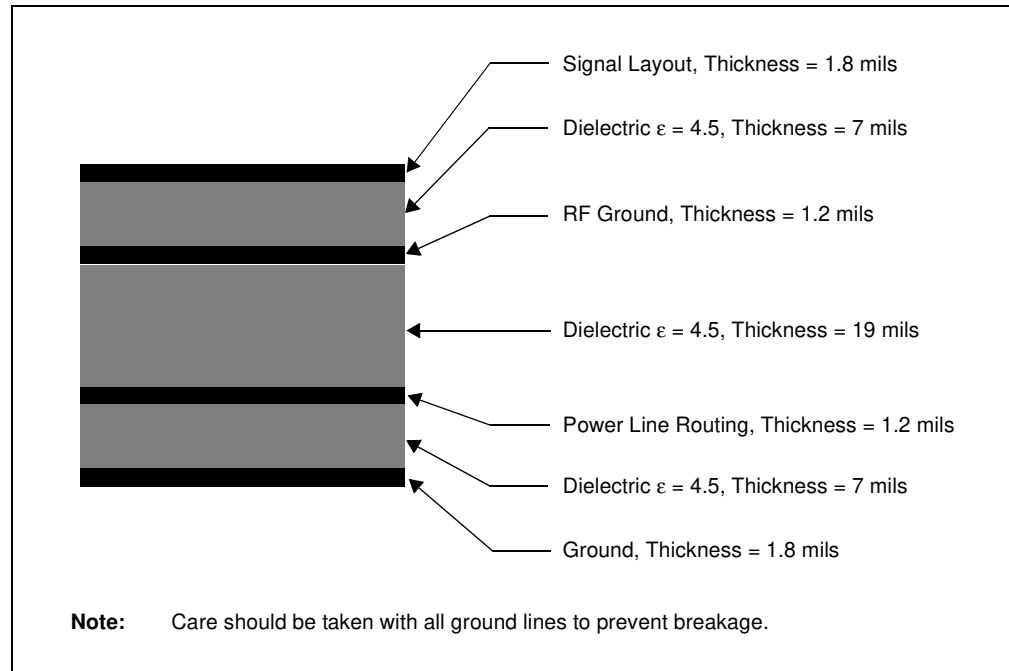 Signal Layout, Thickness = 1.8 mils
Dielectric ε = 4.5, Thickness = 7 mils
RF Ground, Thickness = 1.2 mils
Dielectric ε = 4.5, Thickness = 19 mils
Power Line Routing, Thickness = 1.2 mils
Dielectric ε = 4.5, Thickness = 7 mils
Ground, Thickness = 1.8 mils
Note: Care should be taken with all ground lines to prevent breakage.